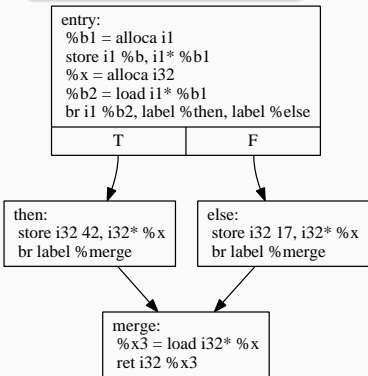 entry:
%b1 = alloca i1
store i1 %b, i1* %b1
%x = alloca i32
%b2 = load i1* %b1
br i1 %b2, label %then, label %else
T F
then:
store i32 42, i32* %x
br label %merge
else:
store i32 17, i32* %x
br label %merge
merge:
%x3 = load i32* %x
ret i32 %x3